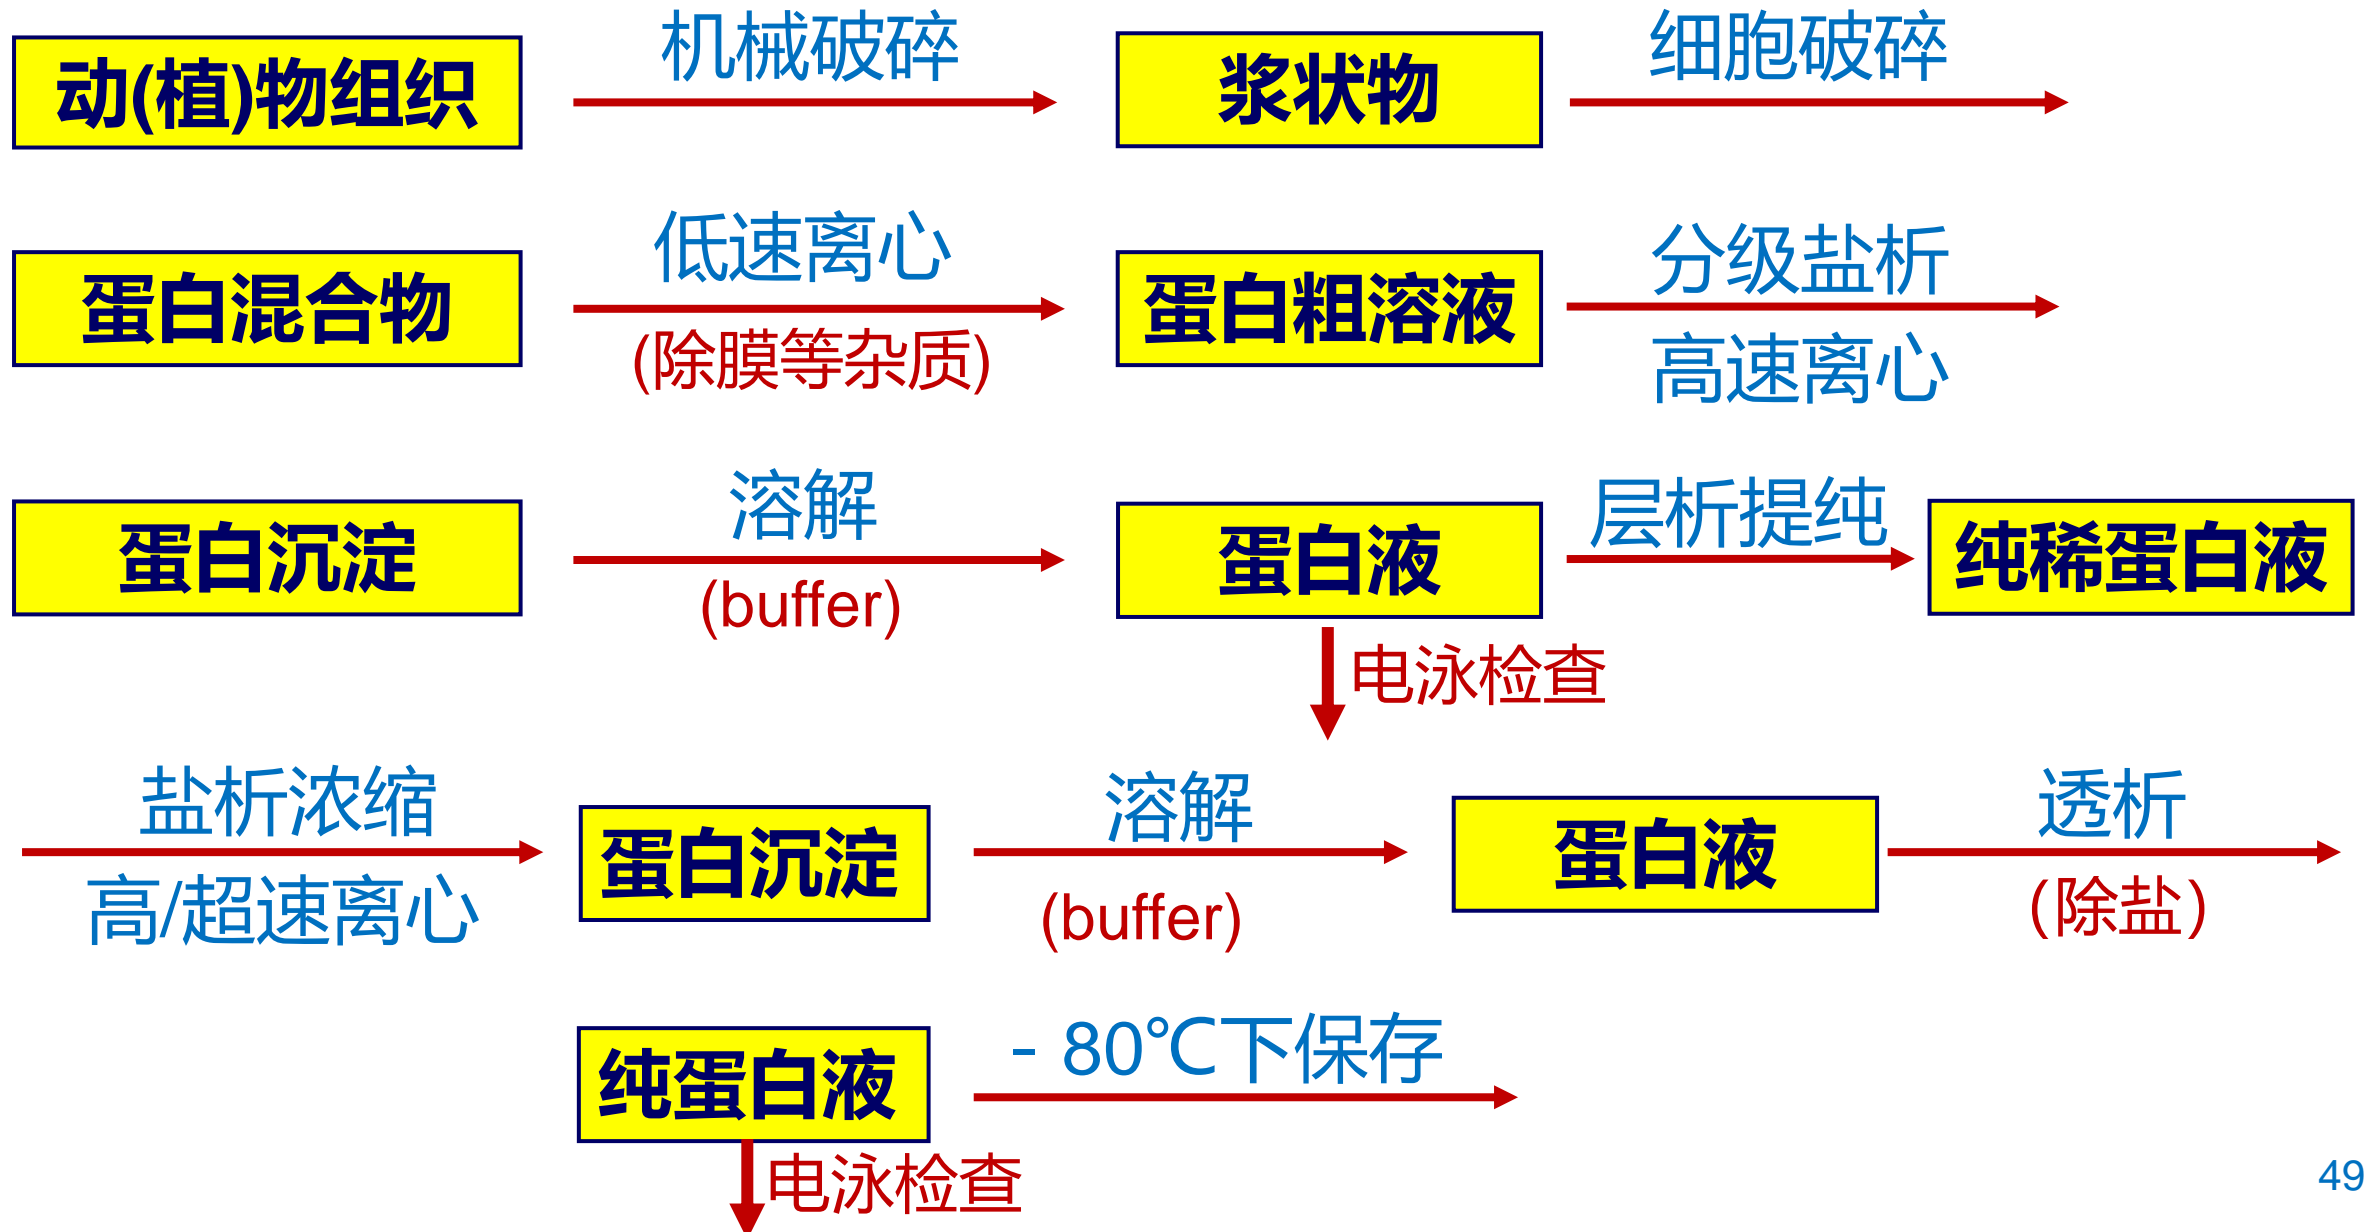 机械破碎
细胞破碎
动(植)物组织
浆状物
低速离心
分级盐析
蛋白混合物
蛋白粗溶液
(除膜等杂质)
高速离心
溶解
层析提纯
蛋白沉淀
蛋白液
纯稀蛋白液
(buffer)
电泳检查
盐析浓缩
溶解
透析
蛋白沉淀
蛋白液
高/超速离心
(buffer)
(除盐)
- 80℃下保存
纯蛋白液
电泳检查
49